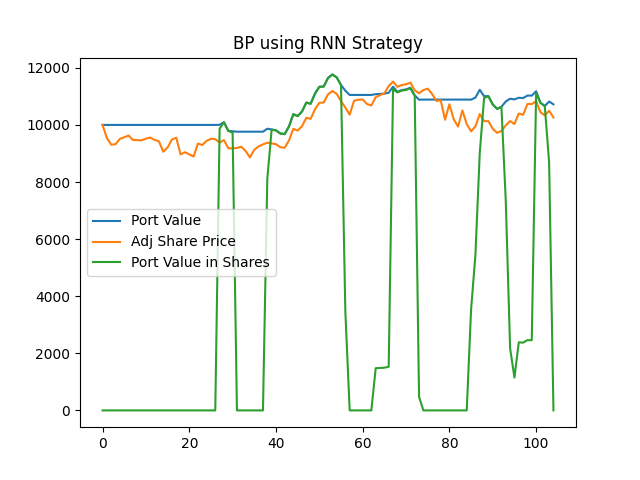 BP using RNN Strategy
12000
10000
8000
6000
4000
2000
0
Port Value
Adj Share Price
Port Value in Shares
0 20 40 60 80 100